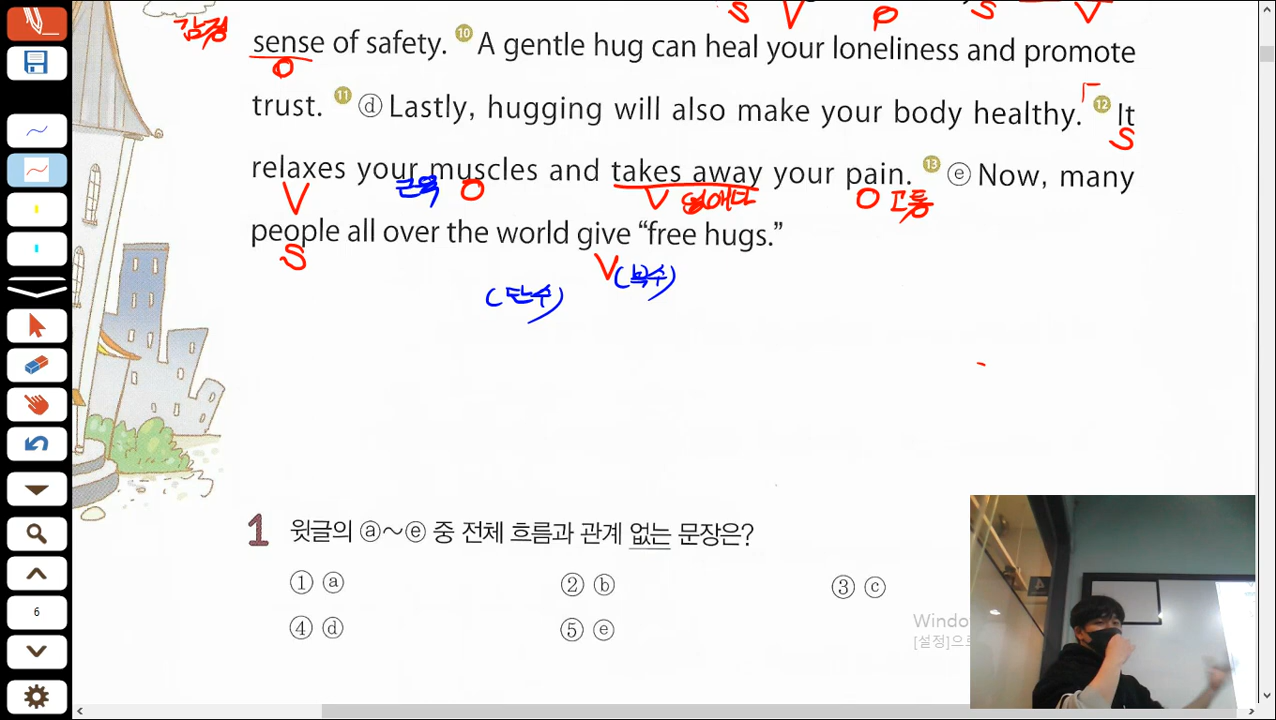 S V O S V
감정
sense of safety. ⑩ A gentle hug can heal your loneliness and promote
O
trust. ⑪ ⓓ Lastly, hugging will also make your body healthy. ⑫ It
S
relaxes your muscles and takes away your pain. ⑬ ⓔ Now, many
V 근육 O V 없애다 O 고통
people all over the world give “free hugs.”
S V (복수)
(단수)
1 윗글의 ⓐ~ⓔ 중 전체 흐름과 관계 없는 문장은?
① ⓐ ② ⓑ ③ ⓒ
④ ⓓ ⑤ ⓔ
[설정]으
6